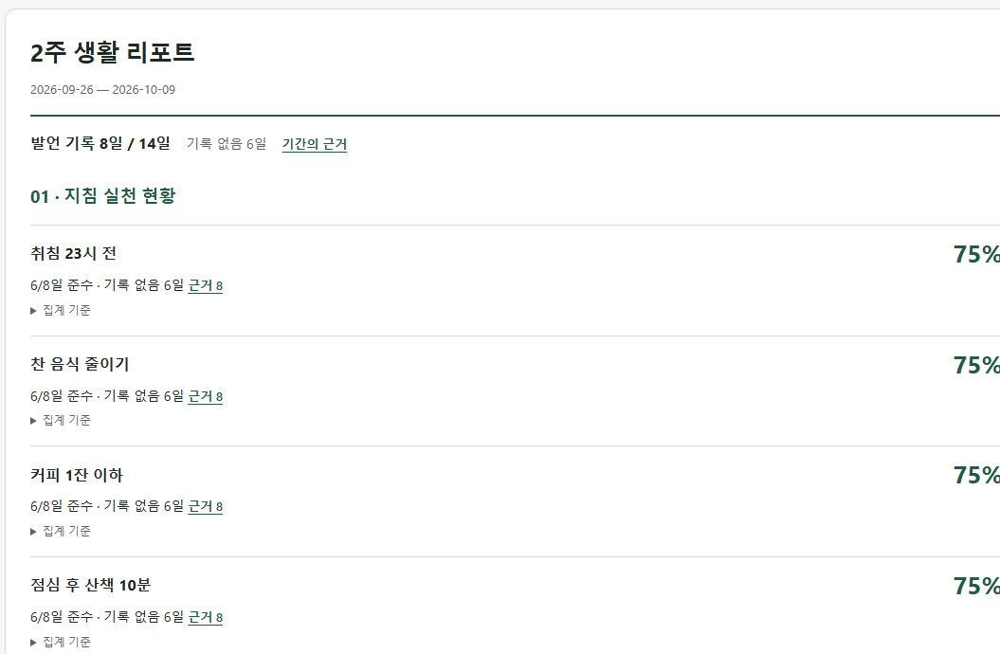 2주 생활 리포트
2026-09-26 — 2026-10-09
발언 기록 8일 / 14일 기록 없음 6일 기간의 근거
01 · 지침 실천 현황
취침 23시 전 75%
6/8일 준수 · 기록 없음 6일 근거 8
▶ 집계 기준
찬 음식 줄이기 75%
6/8일 준수 · 기록 없음 6일 근거 8
▶ 집계 기준
커피 1잔 이하 75%
6/8일 준수 · 기록 없음 6일 근거 8
▶ 집계 기준
점심 후 산책 10분 75%
6/8일 준수 · 기록 없음 6일 근거 8
▶ 집계 기준